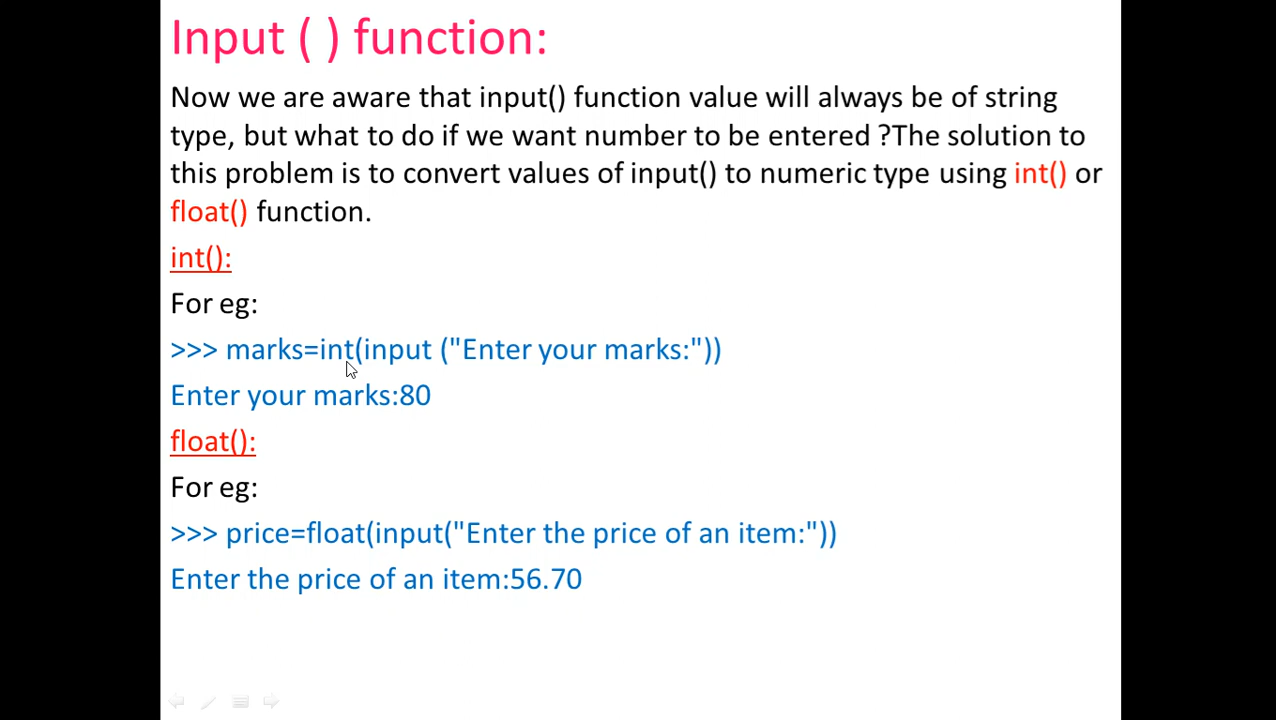 Input ( ) function:
Now we are aware that input() function value will always be of string
type, but what to do if we want number to be entered ?The solution to
this problem is to convert values of input() to numeric type using int() or
float() function.
int():
For eg:
>>> marks=int(input ("Enter your marks:"))
Enter your marks:80
float():
For eg:
>>> price=float(input("Enter the price of an item:"))
Enter the price of an item:56.70